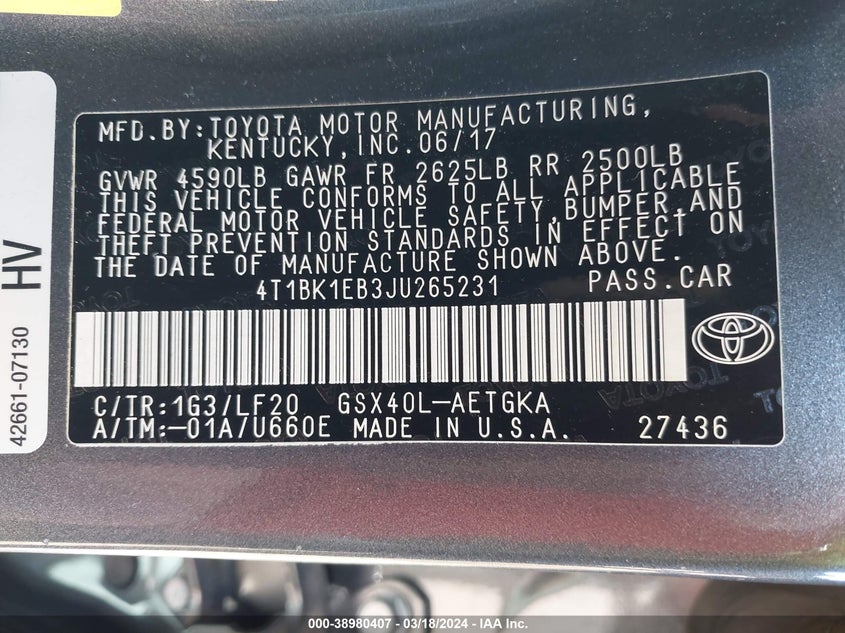 MFD.BY:TOYOTA MOTOR MANUFACTURING,
KENTUCKY, INC. 06/17
GVWR 4590LB GAWR FR 2625LB RR 2500LB
THIS VEHICLE CONFORMS TO ALL APPLICABLE
FEDERAL MOTOR VEHICLE SAFETY, BUMPER, AND
THEFT PREVENTION STANDARDS IN EFFECT ON
THE DATE OF MANUFACTURE SHOWN ABOVE.
4T1BK1EB3JU265231 PASS.CAR
C/TR:1G3/LF20 GSX40L-AETGKA
A/TM:-01A/U660E MADE IN U.S.A. 27436
42661-07130 HV
000-38980407 - 03/18/2024 - IAAI.com